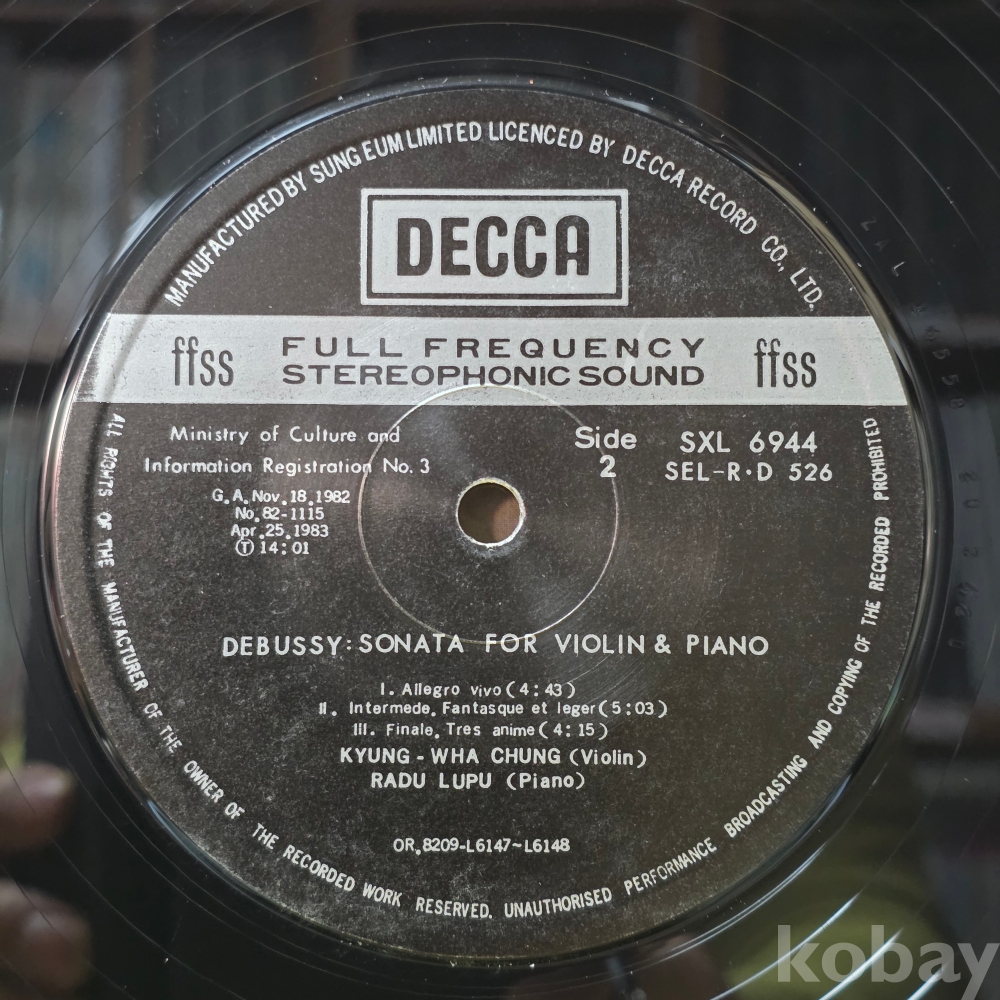 MANUFACTURED BY SUNG EUM LIMITED LICENCED BY DECCA RECORD CO., LTD.
DECCA
ffss FULL FREQUENCY STEREOPHONIC SOUND ffss
Ministry of Culture and
Information Registration No. 3
G.A. Nov. 18. 1982
No. 82-1115
Apr. 25. 1983
Ⓣ 14:01
Side
2
SXL 6944
SEL-R·D 526
DEBUSSY: SONATA FOR VIOLIN & PIANO
I. Allegro vivo (4:43)
II. Intermede. Fantasque et leger (5:03)
III. Finale. Tres anime (4:15)
KYUNG-WHA CHUNG (Violin)
RADU LUPU (Piano)
OR. 8209-L6147~L6148
ALL RIGHTS OF THE MANUFACTURER OF THE OWNER OF THE RECORDED WORK RESERVED. UNAUTHORISED PERFORMANCE BROADCASTING AND COPYING OF THE RECORDED PROHIBITED
kobay